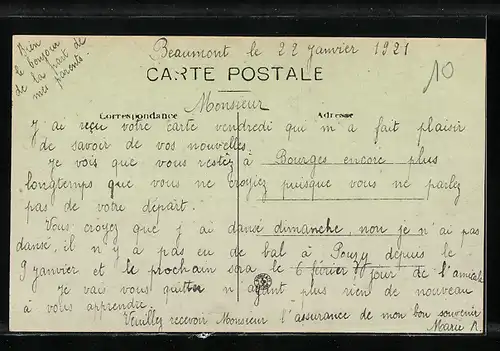 Beaumont le 22 Janvier 1921
Bien
le bonjour
de la part de
mes parents.
10
CARTE POSTALE
Monsieur
Correspondance
Adresse
J ai reçu votre carte vendredi qui m a fait plaisir
de savoir de vos nouvelles.
je vois que vous restez à Bourges encore plus
longtemps que vous ne croyiez puisque vous ne parlez
pas de votre départ.
Vous croyez que j ai dansé dimanche, non je n ai pas
dansé, il n y a pas eu de bal à Pouzy depuis le
9 janvier et le prochain sera le 6 février jour de l'
je vais vous quitter n ayant plus rien de nouveau
à vous apprendre.
Veuillez recevoir Monsieur l'assurance de mon bon souvenir
Marie R.